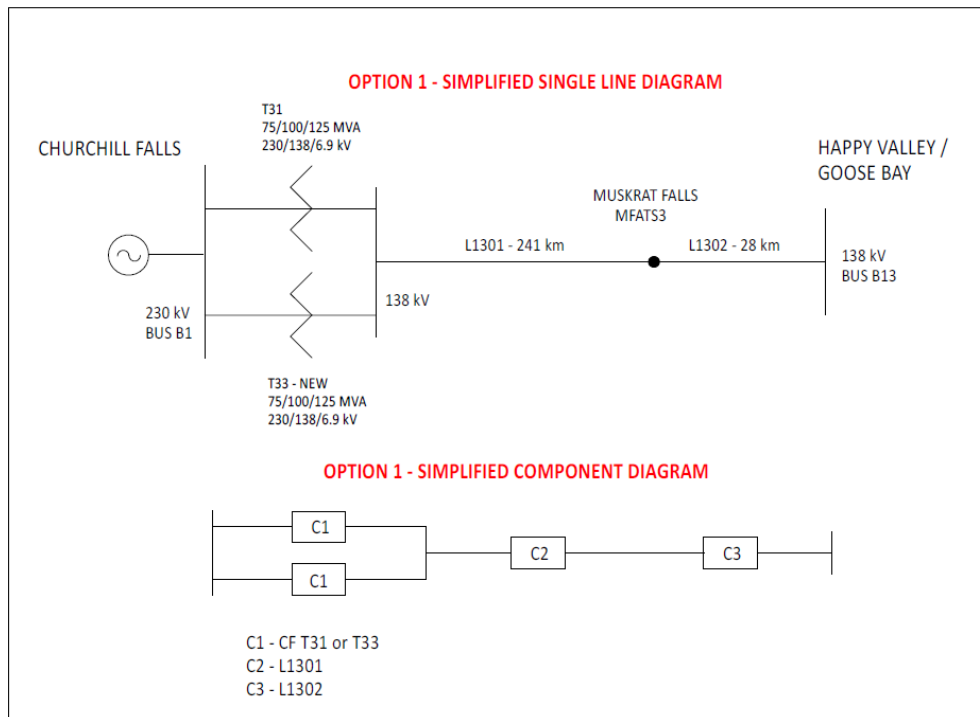 OPTION 1 - SIMPLIFIED SINGLE LINE DIAGRAM
T31
75/100/125 MVA
230/138/6.9 kV
CHURCHILL FALLS
HAPPY VALLEY /
GOOSE BAY
MUSKRAT FALLS
MFATS3
L1301 - 241 km
L1302 - 28 km
138 kV
BUS B13
230 kV
BUS B1
138 kV
T33 - NEW
75/100/125 MVA
230/138/6.9 kV
OPTION 1 - SIMPLIFIED COMPONENT DIAGRAM
C1
C2
C3
C1
C1 - CF T31 or T33
C2 - L1301
C3 - L1302